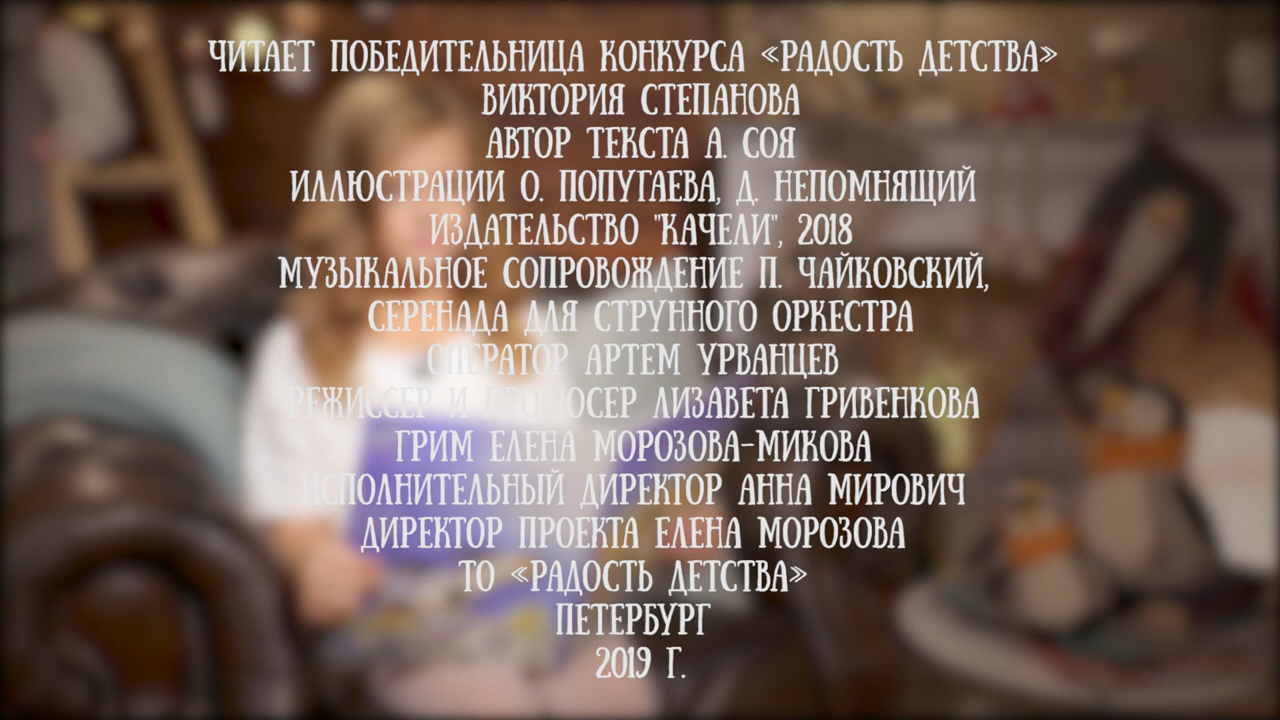 ЧИТАЕТ ПОБЕДИТЕЛЬНИЦА КОНКУРСА «РАДОСТЬ ДЕТСТВА»
ВИКТОРИЯ СТЕПАНОВА
АВТОР ТЕКСТА А. СОЯ
ИЛЛЮСТРАЦИИ О. ПОПУГАЕВА, Д. НЕПОМНЯЩИЙ
ИЗДАТЕЛЬСТВО "КАЧЕЛИ", 2018
МУЗЫКАЛЬНОЕ СОПРОВОЖДЕНИЕ П. ЧАЙКОВСКИЙ,
СЕРЕНАДА ДЛЯ СТРУННОГО ОРКЕСТРА
ОПЕРАТОР АРТЕМ УРВАНЦЕВ
РЕЖИССЕР И ПРОДЮСЕР ЛИЗАВЕТА ГРИВЕНКОВА
ГРИМ ЕЛЕНА МОРОЗОВА-МИКОВА
ИСПОЛНИТЕЛЬНЫЙ ДИРЕКТОР АННА МИРОВИЧ
ДИРЕКТОР ПРОЕКТА ЕЛЕНА МОРОЗОВА
ТО «РАДОСТЬ ДЕТСТВА»
ПЕТЕРБУРГ
2019 Г.